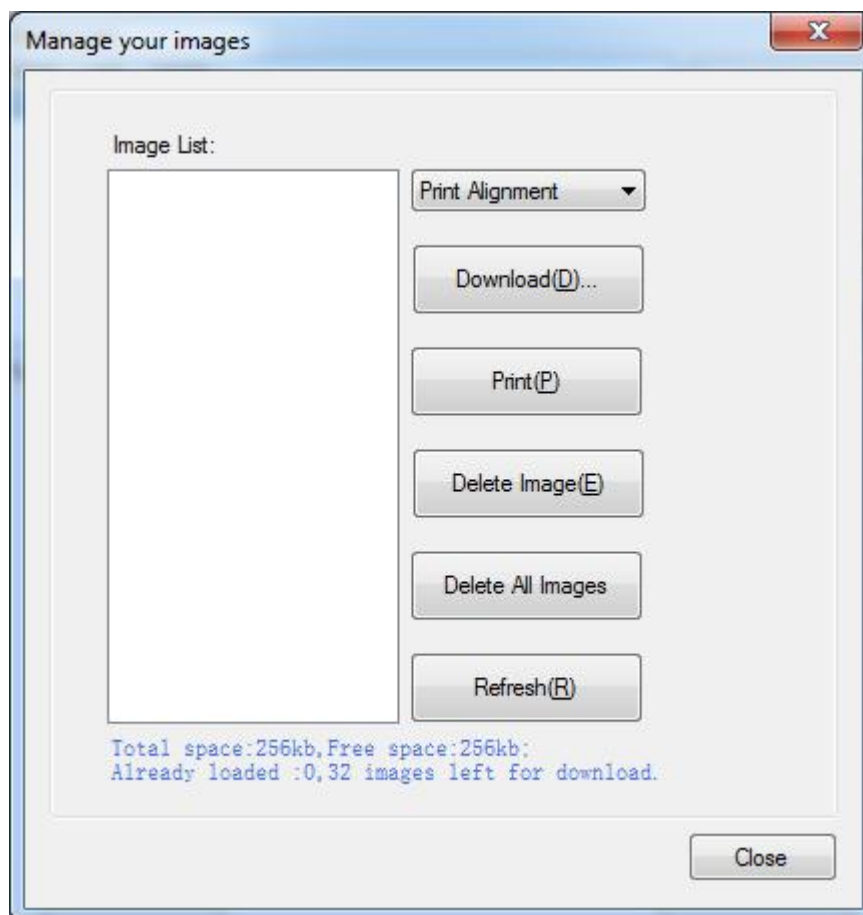 Manage your images
Image List:
Print Alignment
Download(D)...
Print(P)
Delete Image(E)
Delete All Images
Refresh(R)
Total space:256kb,Free space:256kb;
Already loaded :0,32 images left for download.
Close